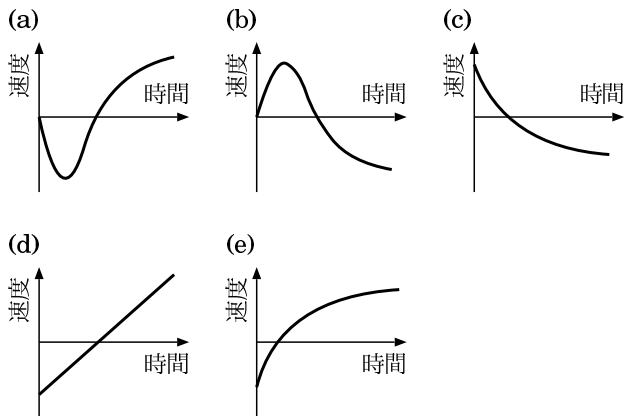 (a) (b) (c)
速度 時間 速度 時間 速度 時間
(d) (e)
速度 時間 速度 時間